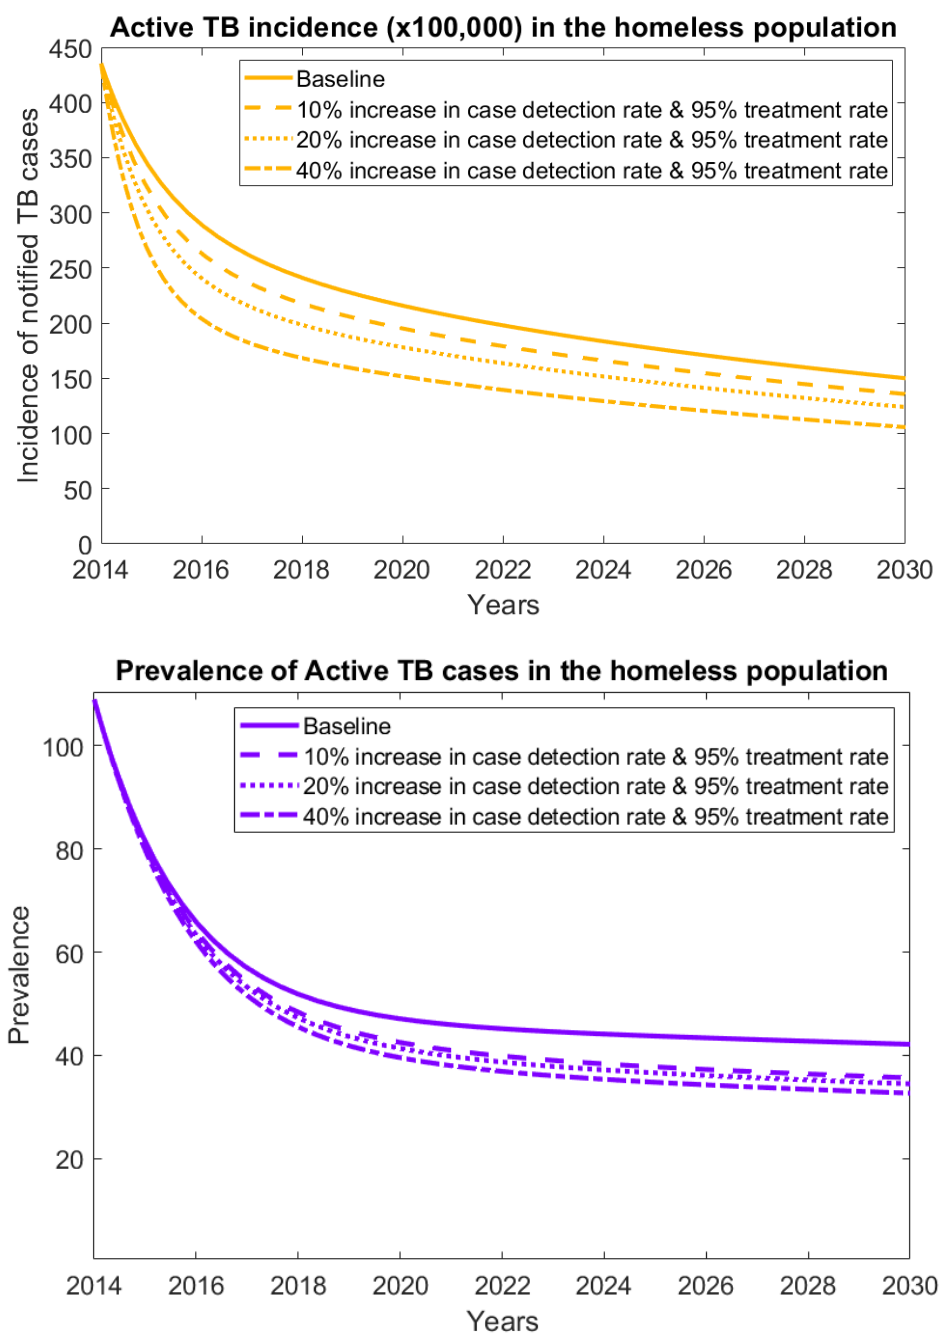 Active TB incidence (x100,000) in the homeless population
450
400
350
300
250
200
150
100
50
0
Incidence of notified TB cases
Baseline
10% increase in case detection rate & 95% treatment rate
20% increase in case detection rate & 95% treatment rate
40% increase in case detection rate & 95% treatment rate
2014 2016 2018 2020 2022 2024 2026 2028 2030
Years
Prevalence of Active TB cases in the homeless population
100
80
60
40
20
Prevalence
Baseline
10% increase in case detection rate & 95% treatment rate
20% increase in case detection rate & 95% treatment rate
40% increase in case detection rate & 95% treatment rate
2014 2016 2018 2020 2022 2024 2026 2028 2030
Years